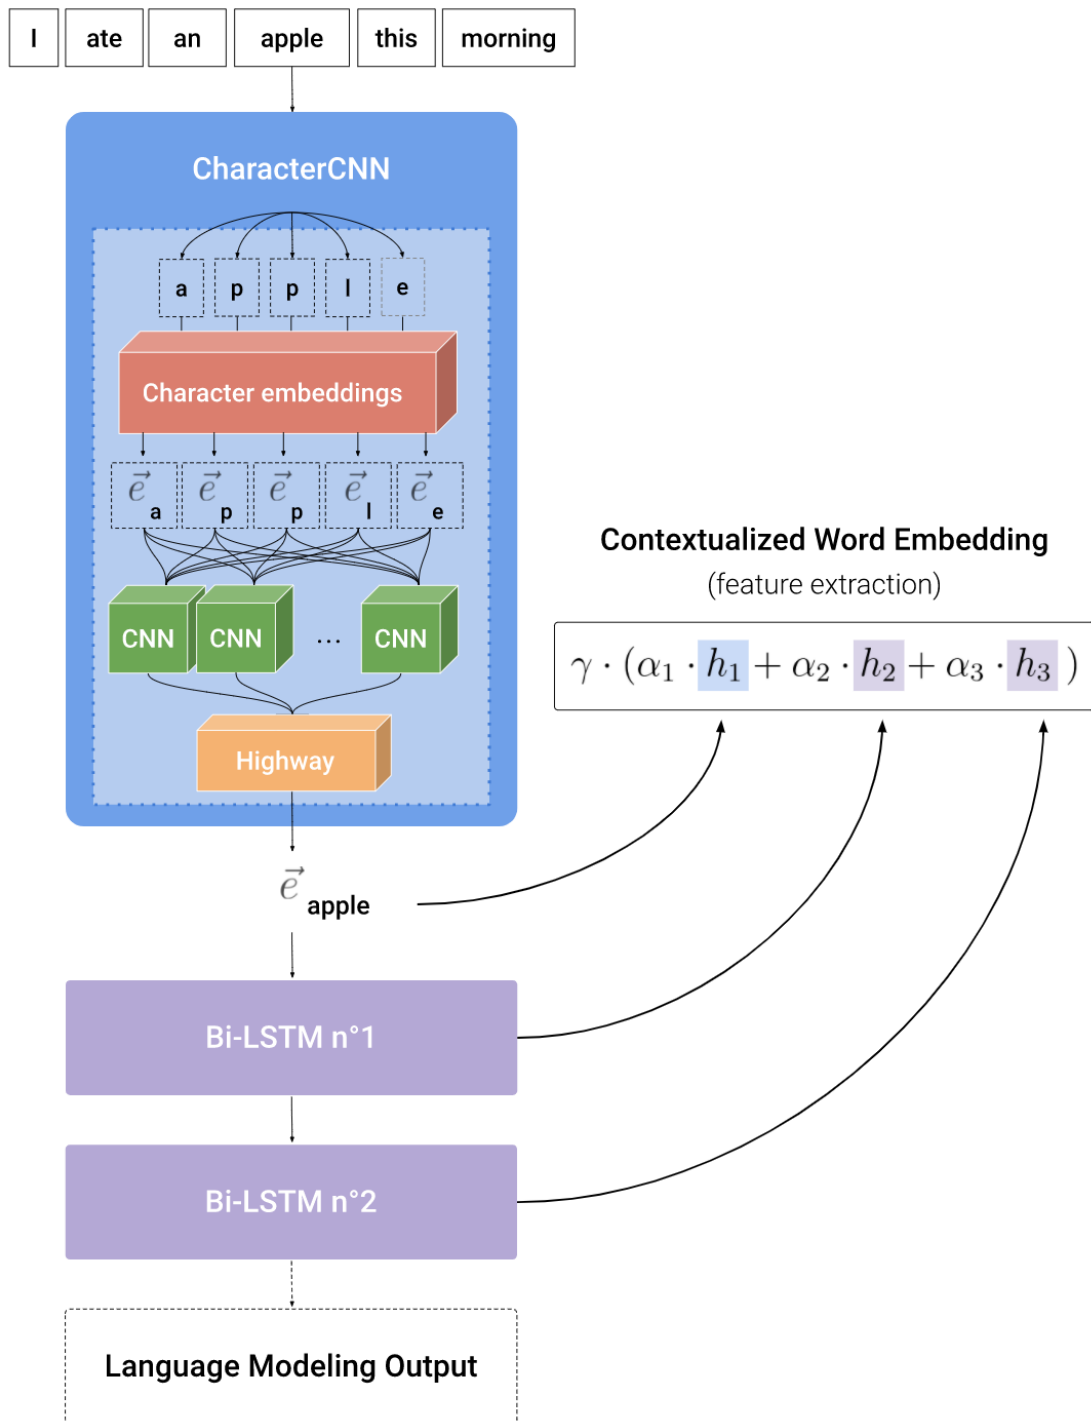 I ate an apple this morning
CharacterCNN
a p p l e
Character embeddings
e⃗ a e⃗ p e⃗ p e⃗ l e⃗ e
CNN CNN ... CNN
Highway
e⃗ apple
Bi-LSTM n°1
Bi-LSTM n°2
Language Modeling Output
Contextualized Word Embedding
(feature extraction)
γ · (α₁ · h₁ + α₂ · h₂ + α₃ · h₃ )